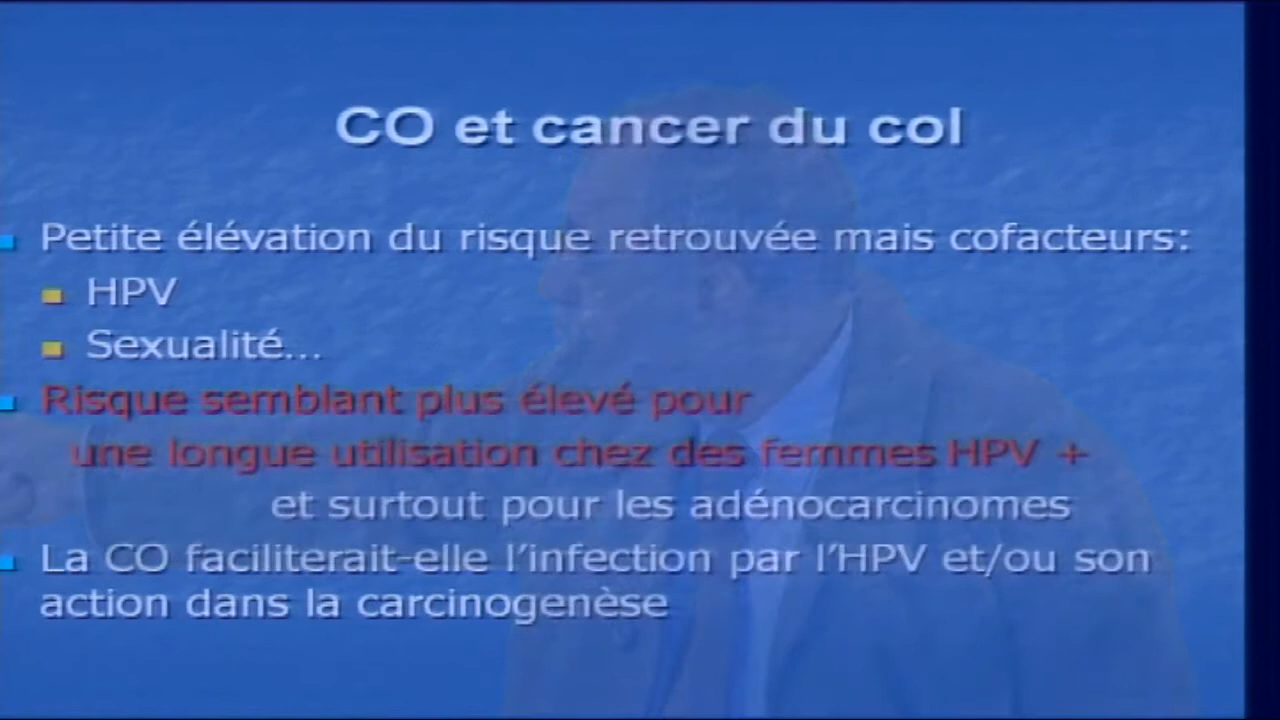 CO et cancer du col
Petite élévation du risque retrouvée mais cofacteurs:
HPV
Sexualité...
Risque semblant plus élevé pour
une longue utilisation chez des femmes HPV +
et surtout pour les adénocarcinomes
La CO faciliterait-elle l'infection par l'HPV et/ou son
action dans la carcinogenèse